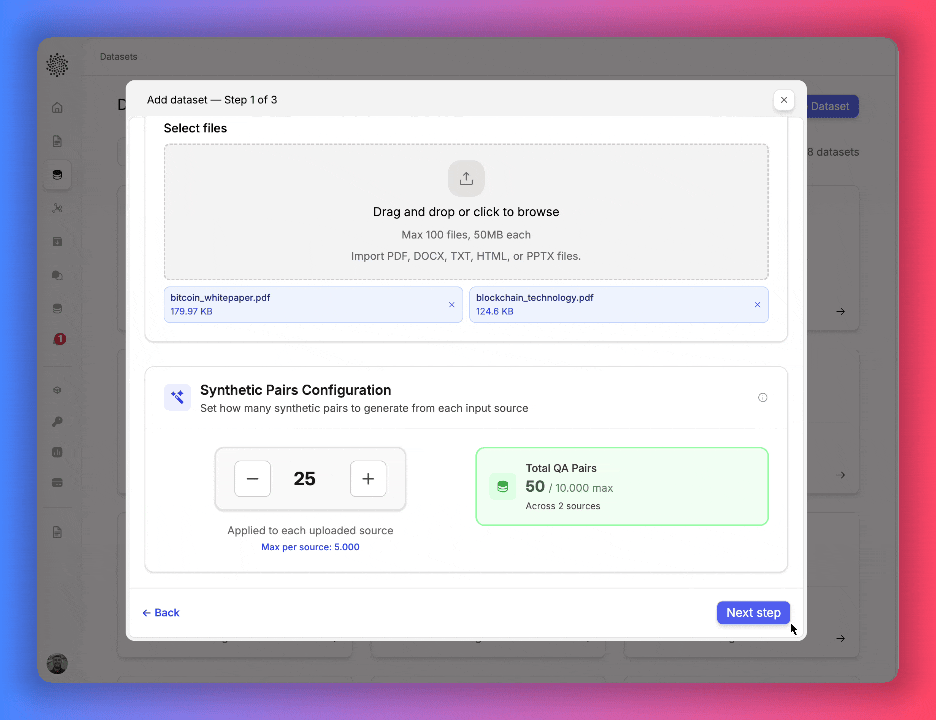 Datasets
Add dataset — Step 1 of 3
Dataset
8 datasets
Select files
Drag and drop or click to browse
Max 100 files, 50MB each
Import PDF, DOCX, TXT, HTML, or PPTX files.
bitcoin_whitepaper.pdf
179.97 KB
blockchain_technology.pdf
124.6 KB
1
Synthetic Pairs Configuration
Set how many synthetic pairs to generate from each input source
25
Total QA Pairs
50 / 10.000 max
Across 2 sources
Applied to each uploaded source
Max per source: 5.000
← Back
Next step